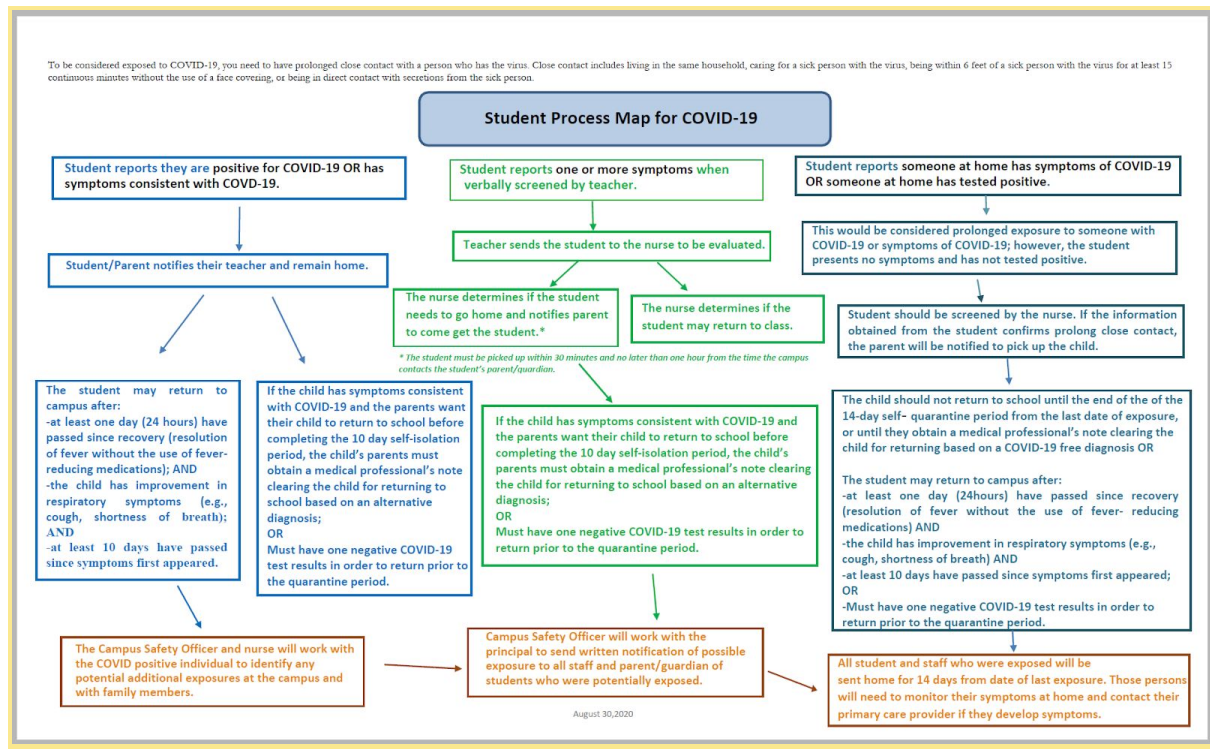 To be considered exposed to COVID-19, you need to have prolonged close contact with a person who has the virus. Close contact includes living in the same household, caring for a sick person with the virus, being within 6 feet of a sick person with the virus for at least 15
continuous minutes without the use of a face covering, or being in direct contact with secretions from the sick person.
Student Process Map for COVID-19
Student reports they are positive for COVID-19 OR has
symptoms consistent with COVD-19.
Student/Parent notifies their teacher and remain home.
The student may return to
campus after:
-at least one day (24 hours) have
passed since recovery (resolution
of fever without the use of fever-
reducing medications); AND
-the child has improvement in
respiratory symptoms (e.g.,
cough, shortness of breath);
AND
-at least 10 days have passed
since symptoms first appeared.
If the child has symptoms consistent
with COVID-19 and the parents want
their child to return to school before
completing the 10 day self-isolation
period, the child's parents must
obtain a medical professional's note
clearing the child for returning to
school based on an alternative
diagnosis;
OR
Must have one negative COVID-19
test results in order to return prior to
the quarantine period.
Student reports one or more symptoms when
verbally screened by teacher.
Teacher sends the student to the nurse to be evaluated.
The nurse determines if the student
needs to go home and notifies parent
to come get the student.*
The nurse determines if the
student may return to class.
* The student must be picked up within 30 minutes and no later than one hour from the time the campus
contacts the student's parent/guardian.
If the child has symptoms consistent with COVID-19 and
the parents want their child to return to school before
completing the 10 day self-isolation period, the child's
parents must obtain a medical professional's note clearing
the child for returning to school based on an alternative
diagnosis;
OR
Must have one negative COVID-19 test results in order to
return prior to the quarantine period.
Student reports someone at home has symptoms of COVID-19
OR someone at home has tested positive.
This would be considered prolonged exposure to someone with
COVID-19 or symptoms of COVID-19; however, the student
presents no symptoms and has not tested positive.
Student should be screened by the nurse. If the information
obtained from the student confirms prolong close contact,
the parent will be notified to pick up the child.
The child should not return to school until the end of the of the
14-day self- quarantine period from the last date of exposure,
or until they obtain a medical professional's note clearing the
child for returning based on a COVID-19 free diagnosis OR
The student may return to campus after:
-at least one day (24hours) have passed since recovery
(resolution of fever without the use of fever- reducing
medications) AND
-the child has improvement in respiratory symptoms (e.g.,
cough, shortness of breath) AND
-at least 10 days have passed since symptoms first appeared;
OR
-Must have one negative COVID-19 test results in order to
return prior to the quarantine period.
The Campus Safety Officer and nurse will work with
the COVID positive individual to identify any
potential additional exposures at the campus and
with family members.
Campus Safety Officer will work with the
principal to send written notification of possible
exposure to all staff and parent/guardian of
students who were potentially exposed.
All student and staff who were exposed will be
sent home for 14 days from date of last exposure. Those persons
will need to monitor their symptoms at home and contact their
primary care provider if they develop symptoms.
August 30,2020